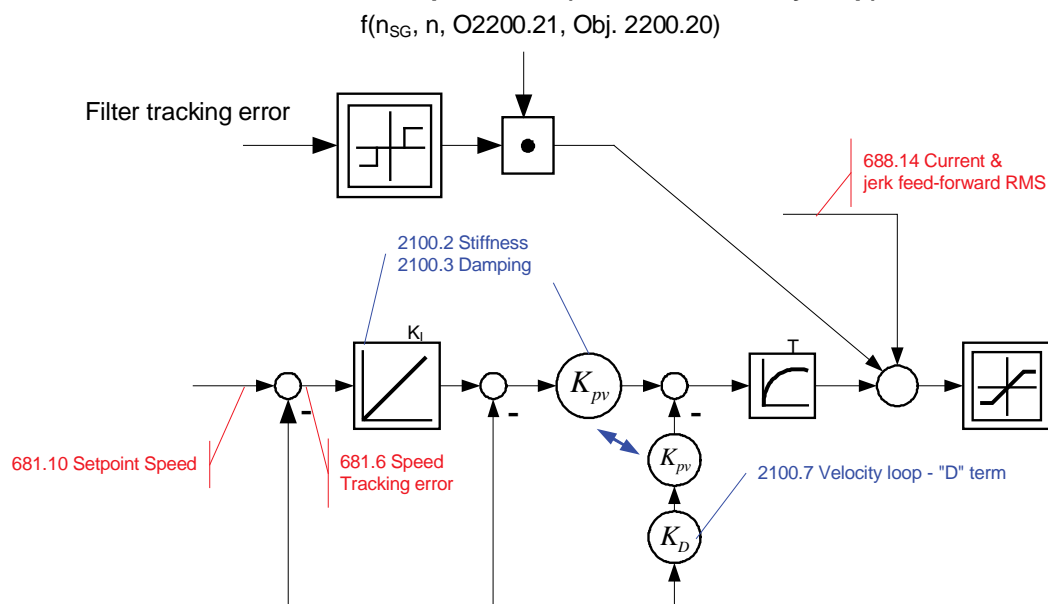 f(nSG, n, O2200.21, Obj. 2200.20)
Filter tracking error
688.14 Current &
jerk feed-forward RMS
2100.2 Stiffness
2100.3 Damping
KI
T
Kpv
-
-
-
681.10 Setpoint Speed
681.6 Speed
Tracking error
Kpv
2100.7 Velocity loop - "D" term
KD